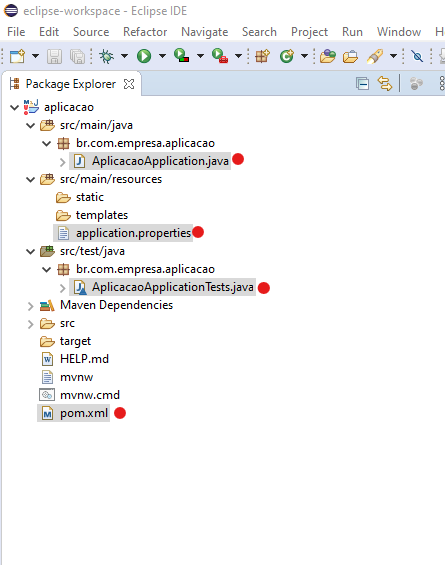 eclipse-workspace - Eclipse IDE
File Edit Source Refactor Navigate Search Project Run Window
Package Explorer
aplicacao
src/main/java
br.com.empresa.aplicacao
AplicacaoApplication.java
src/main/resources
static
templates
application.properties
src/test/java
br.com.empresa.aplicacao
AplicacaoApplicationTests.java
Maven Dependencies
src
target
HELP.md
mvnw
mvnw.cmd
pom.xml